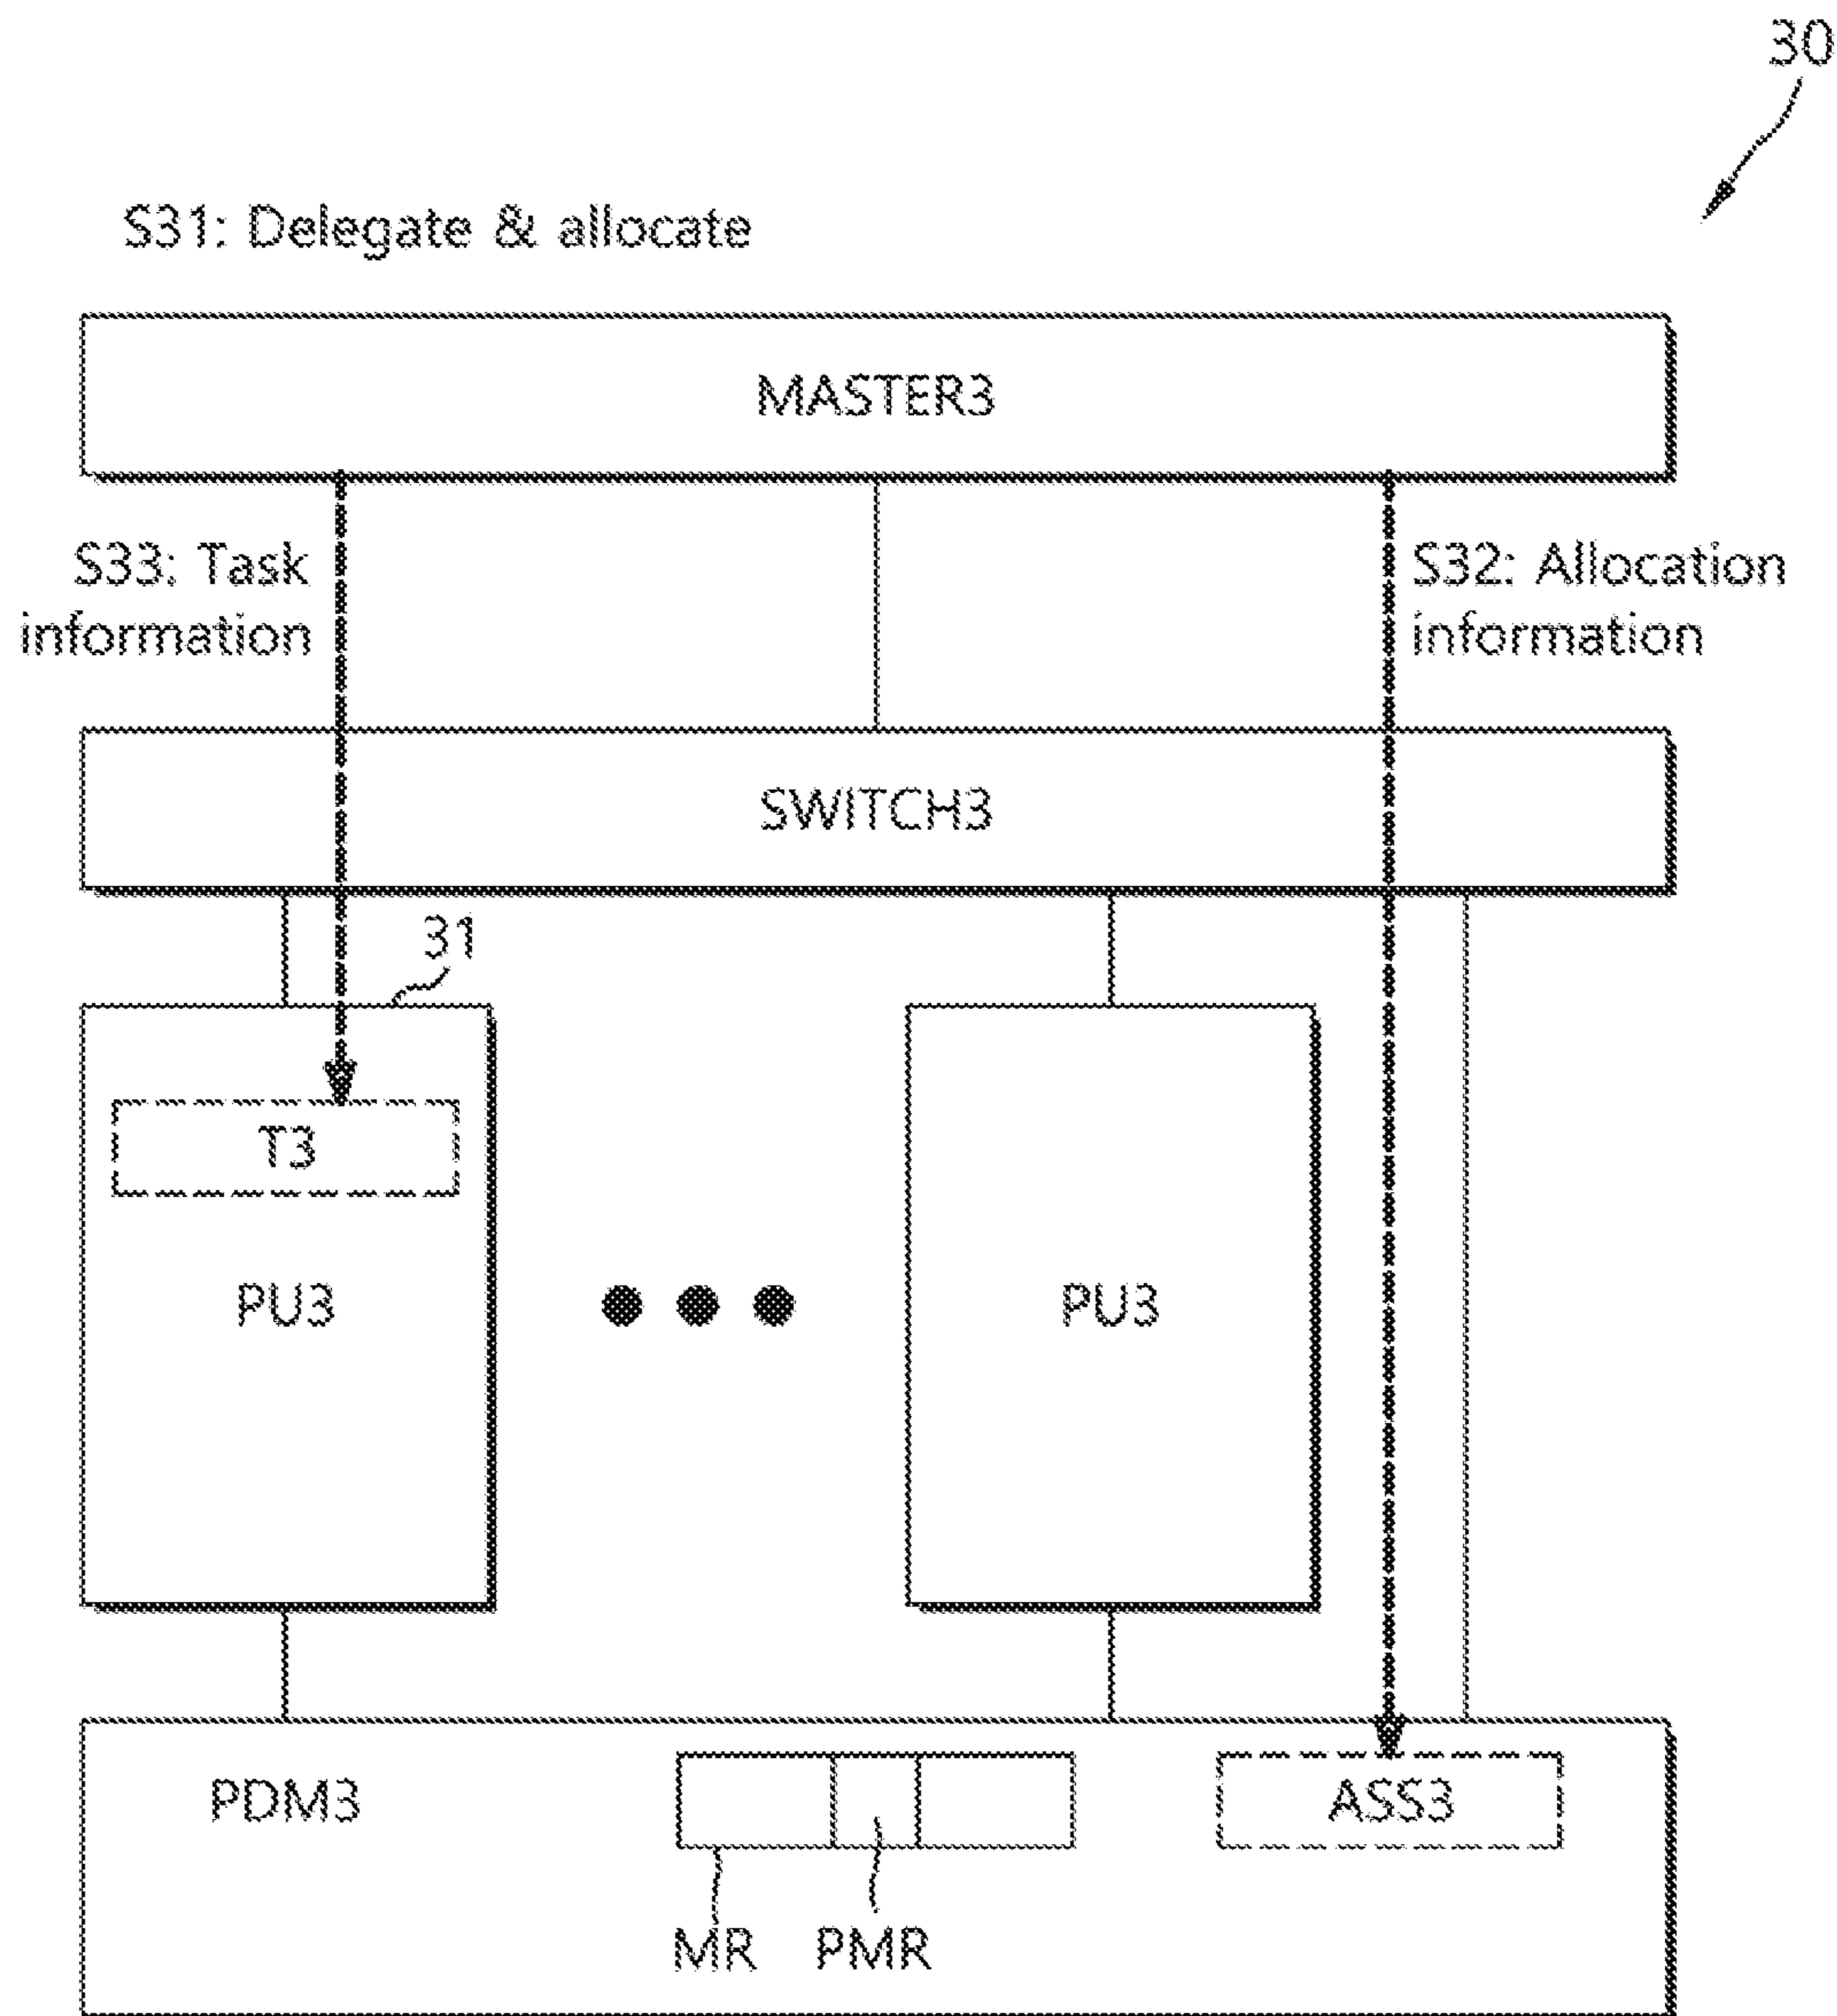 30
S31: Delegate & allocate
MASTER3
S33: Task
information
S32: Allocation
information
SWITCH3
31
T3
PU3
PU3
PDM3
ASS3
MR
PMR